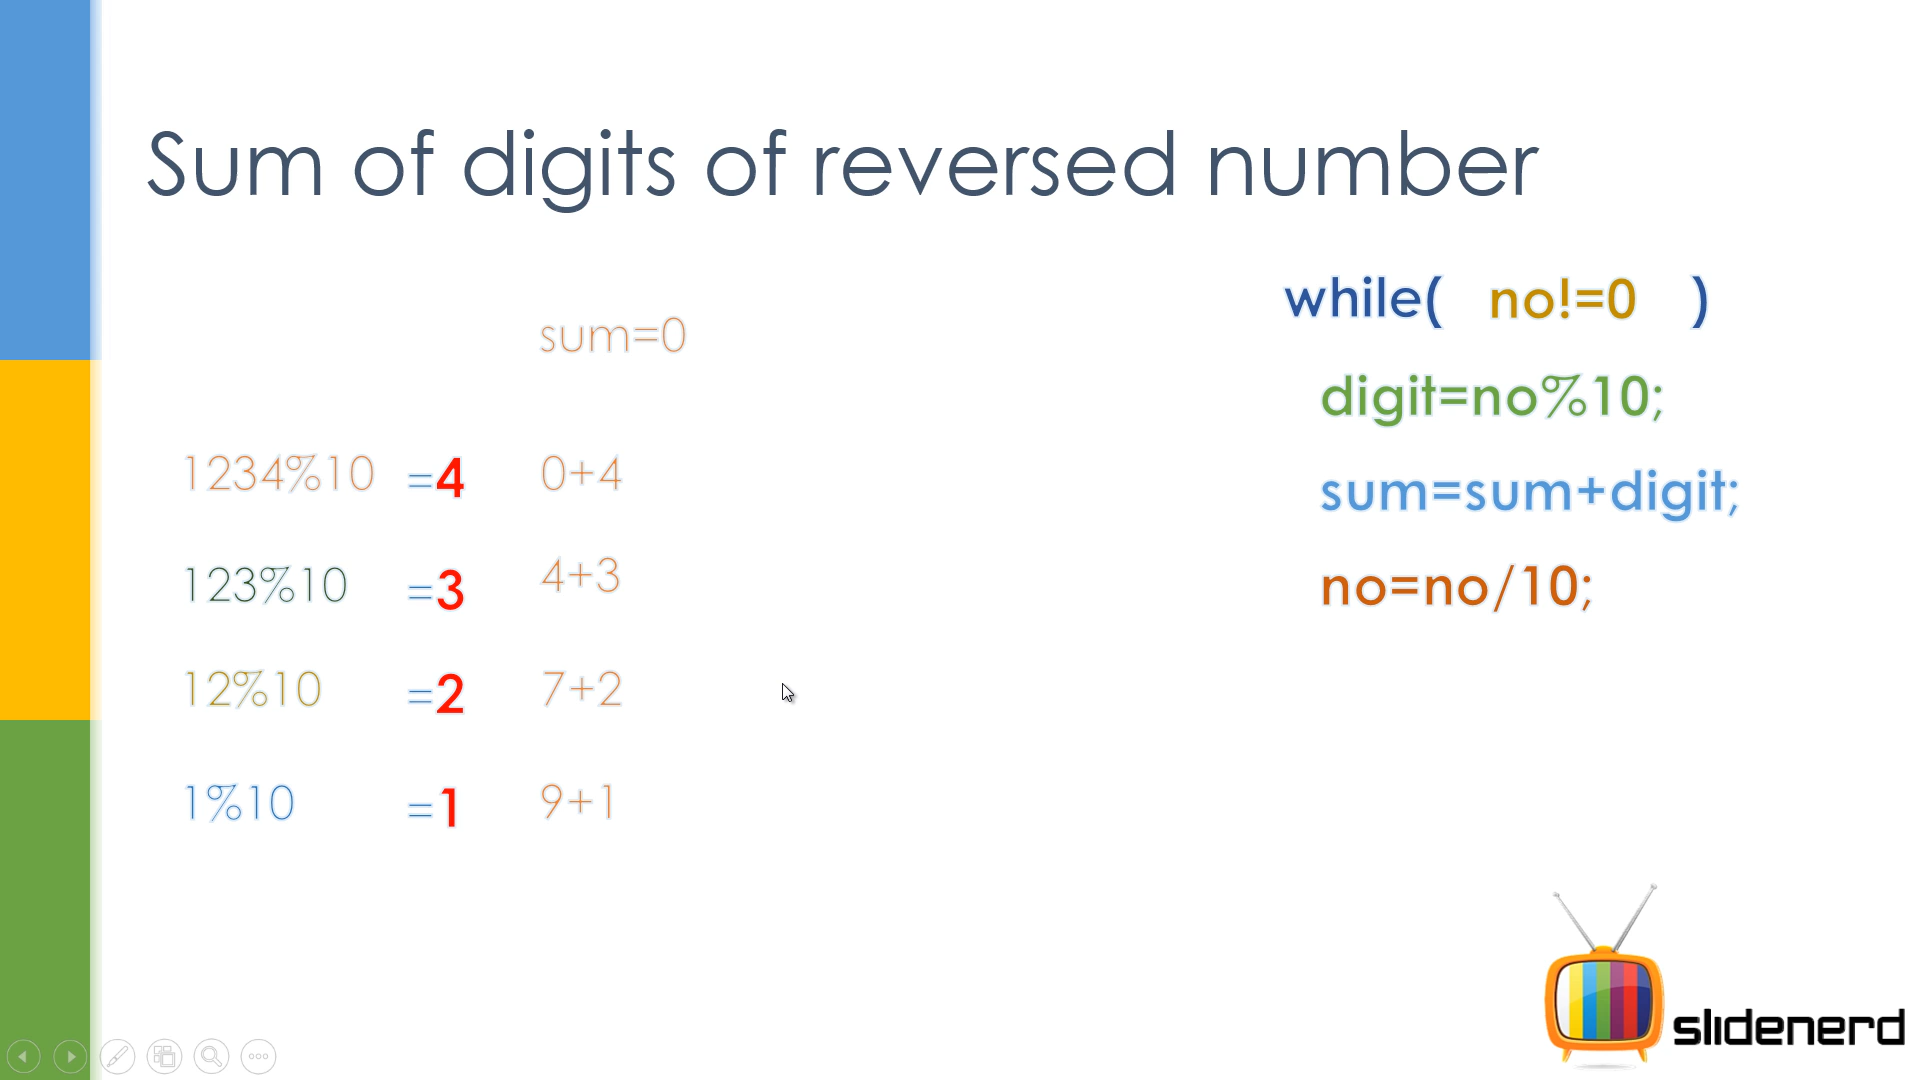 Sum of digits of reversed number
sum=0
1234%10 =4 0+4
123%10 =3 4+3
12%10 =2 7+2
1%10 =1 9+1
while( no!=0 )
digit=no%10;
sum=sum+digit;
no=no/10;
slidenerd